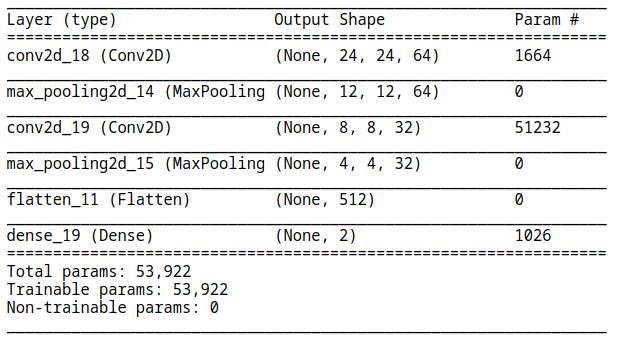 Layer (type) Output Shape Param #
conv2d_18 (Conv2D) (None, 24, 24, 64) 1664
max_pooling2d_14 (MaxPooling (None, 12, 12, 64) 0
conv2d_19 (Conv2D) (None, 8, 8, 32) 51232
max_pooling2d_15 (MaxPooling (None, 4, 4, 32) 0
flatten_11 (Flatten) (None, 512) 0
dense_19 (Dense) (None, 2) 1026
Total params: 53,922
Trainable params: 53,922
Non-trainable params: 0